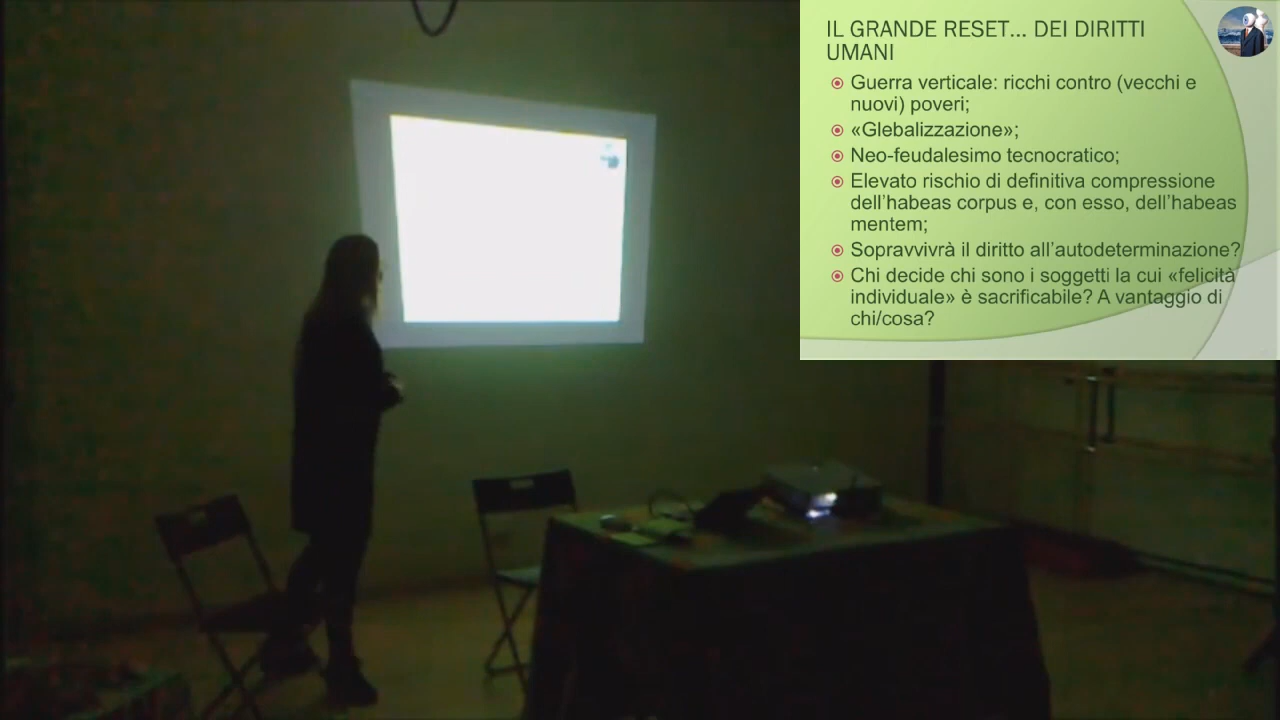 IL GRANDE RESET... DEI DIRITTI
UMANI
Guerra verticale: ricchi contro (vecchi e
nuovi) poveri;
«Glebalizzazione»;
Neo-feudalesimo tecnocratico;
Elevato rischio di definitiva compressione
dell'habeas corpus e, con esso, dell'habeas
mentem;
Sopravvivrà il diritto all'autodeterminazione?
Chi decide chi sono i soggetti la cui «felicità
individuale» è sacrificabile? A vantaggio di
chi/cosa?